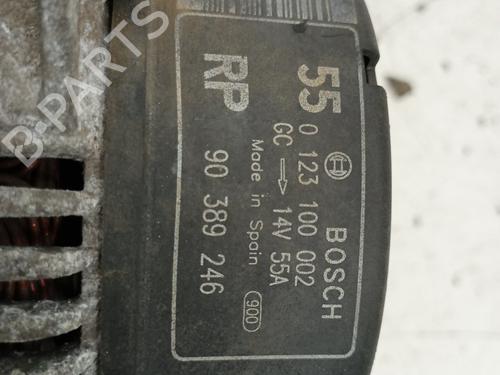 55 BOSCH
0 123 100 002
GC → 14V 55A
Made in Spain 900
RP 90 389 246
B-PARTS